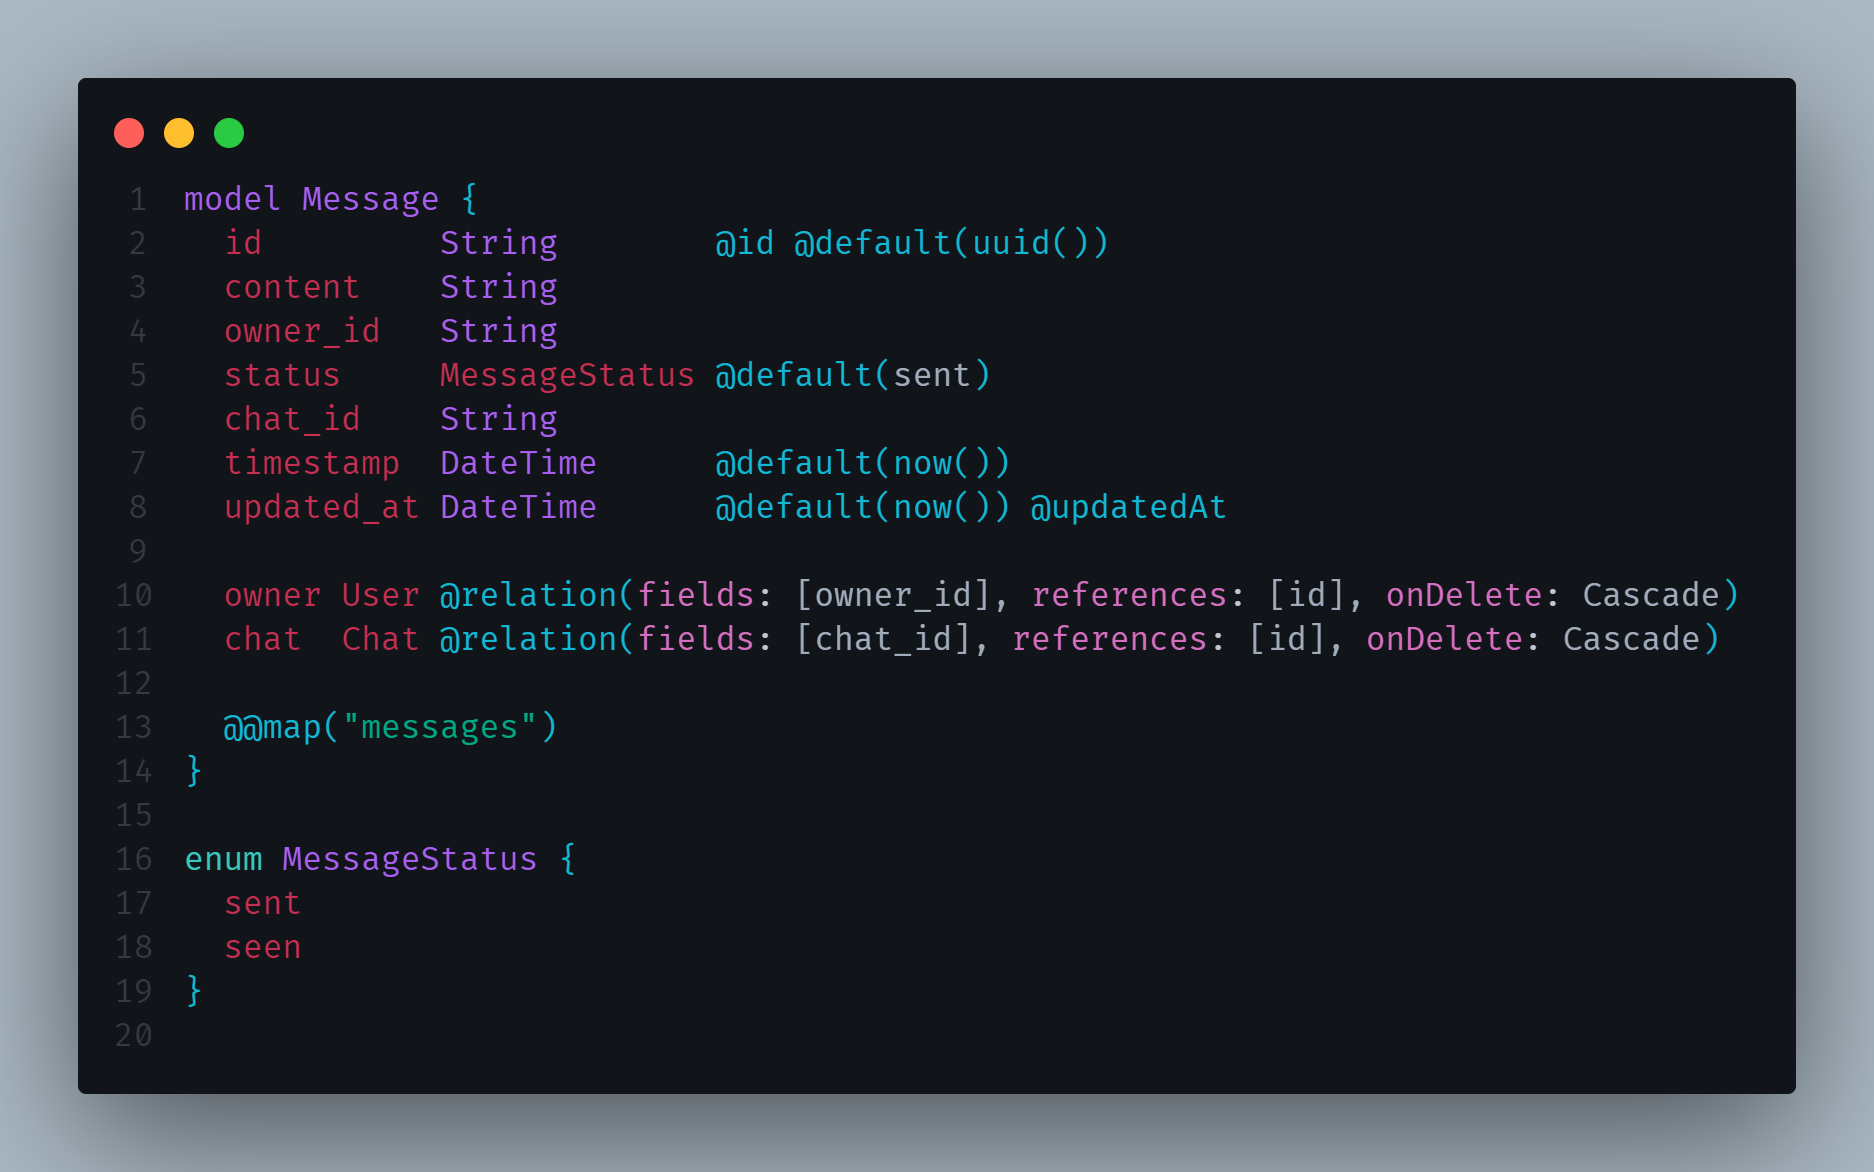 1 model Message {
2   id         String        @id @default(uuid())
3   content    String
4   owner_id   String
5   status     MessageStatus @default(sent)
6   chat_id    String
7   timestamp  DateTime      @default(now())
8   updated_at DateTime      @default(now()) @updatedAt
9
10   owner User @relation(fields: [owner_id], references: [id], onDelete: Cascade)
11   chat  Chat @relation(fields: [chat_id], references: [id], onDelete: Cascade)
12
13   @@map("messages")
14 }
15
16 enum MessageStatus {
17   sent
18   seen
19 }
20